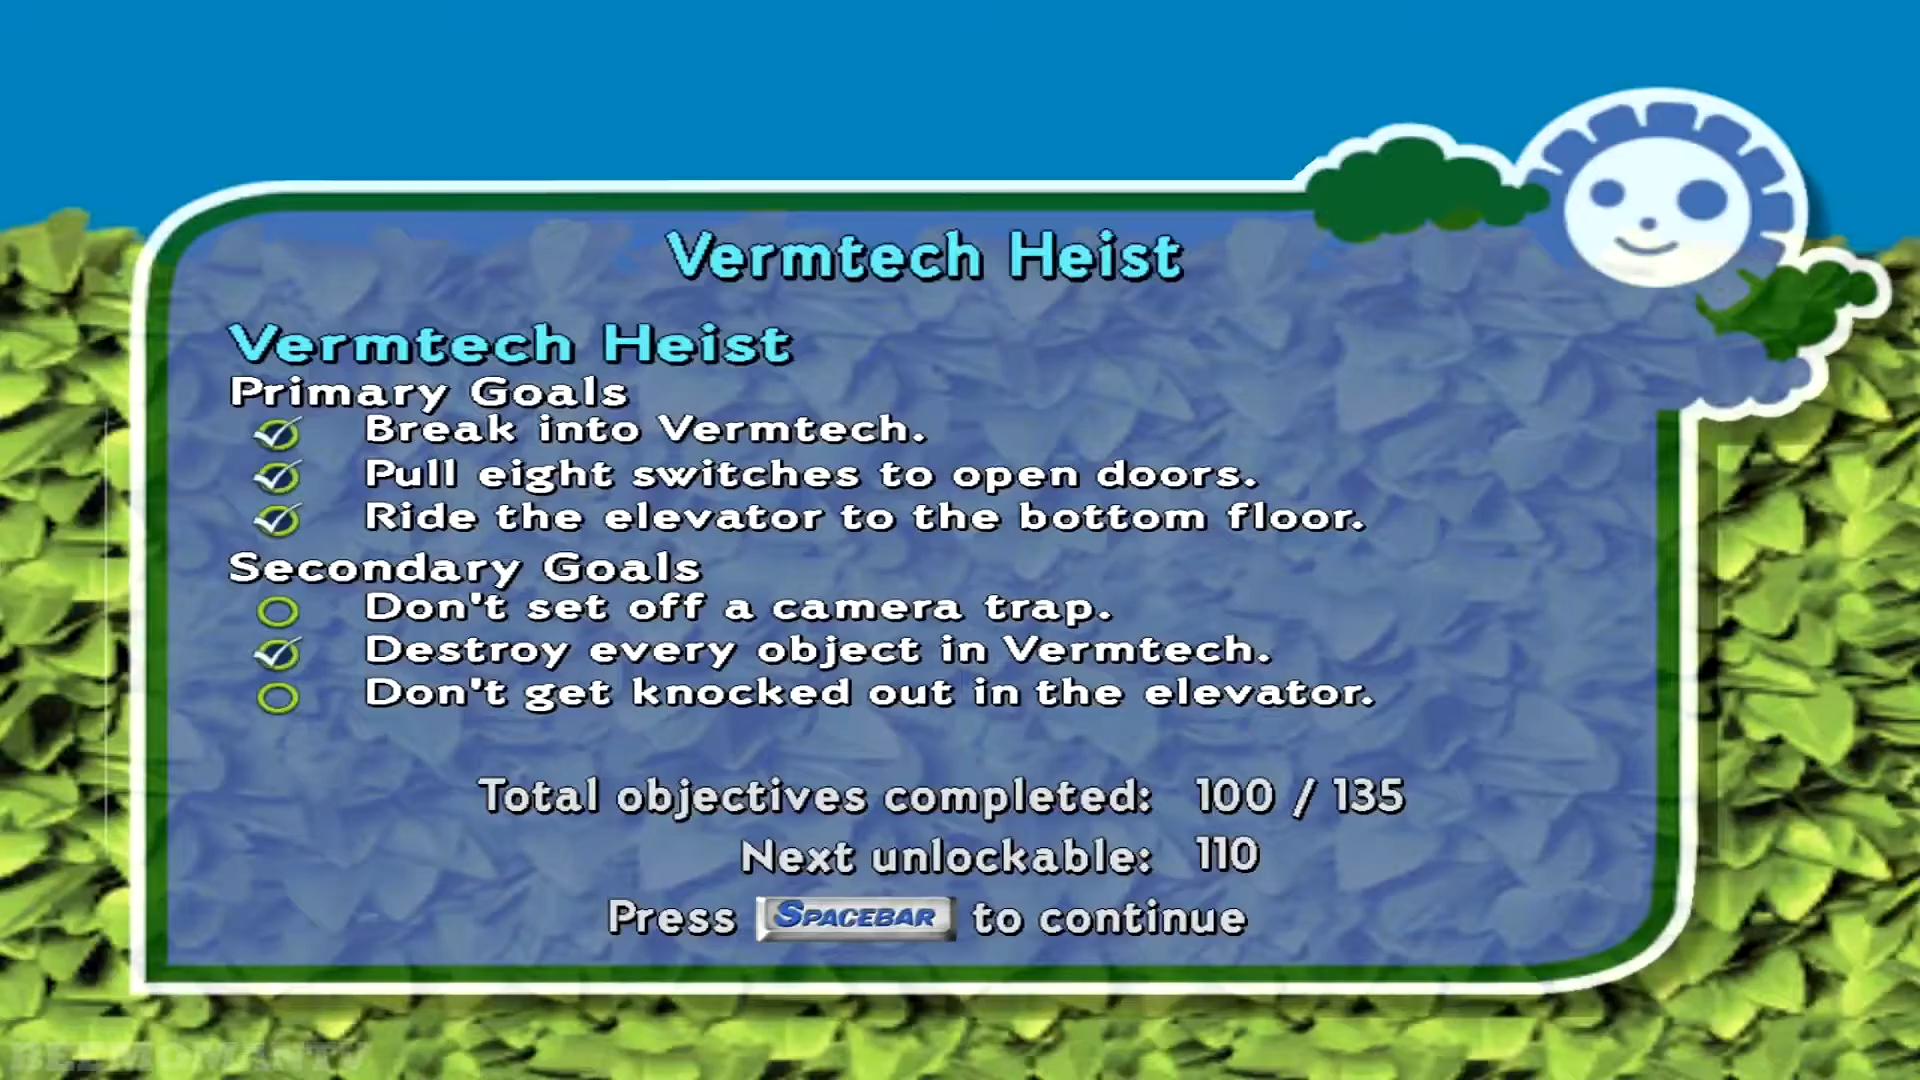 Vermtech Heist
Vermtech Heist
Primary Goals
Break into Vermtech.
Pull eight switches to open doors.
Ride the elevator to the bottom floor.
Secondary Goals
Don't set off a camera trap.
Destroy every object in Vermtech.
Don't get knocked out in the elevator.
Total objectives completed: 100 / 135
Next unlockable: 110
Press SPACEBAR to continue